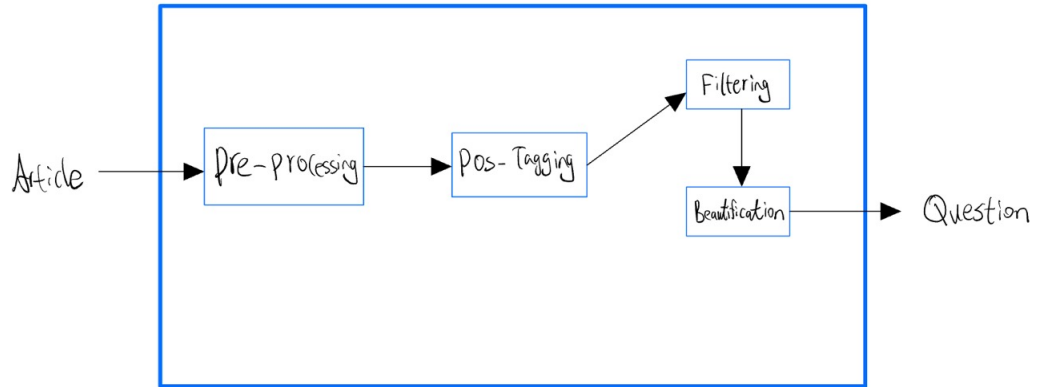 Article
Pre-processing
Pos-Tagging
Filtering
Beautification
Question